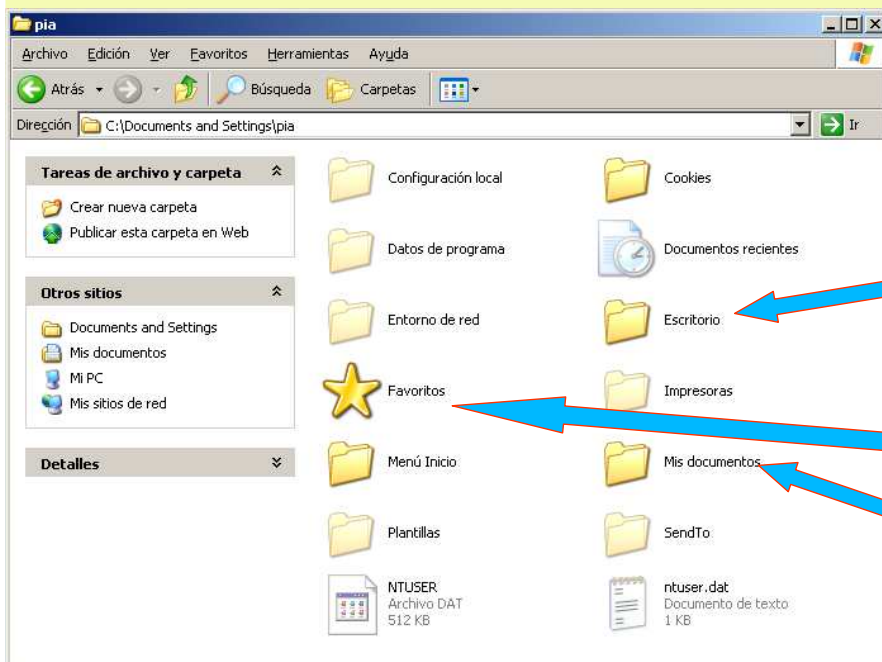 pia
Archivo Edición Ver Favoritos Herramientas Ayuda
Atrás Búsqueda Carpetas
Dirección C:\Documents and Settings\pia Ir
Tareas de archivo y carpeta
Crear nueva carpeta
Publicar esta carpeta en Web
Otros sitios
Documents and Settings
Mis documentos
Mi PC
Mis sitios de red
Detalles
Configuración local
Cookies
Datos de programa
Documentos recientes
Entorno de red
Escritorio
Favoritos
Impresoras
Menú Inicio
Mis documentos
Plantillas
SendTo
NTUSER
Archivo DAT
512 KB
ntuser.dat
Documento de texto
1 KB